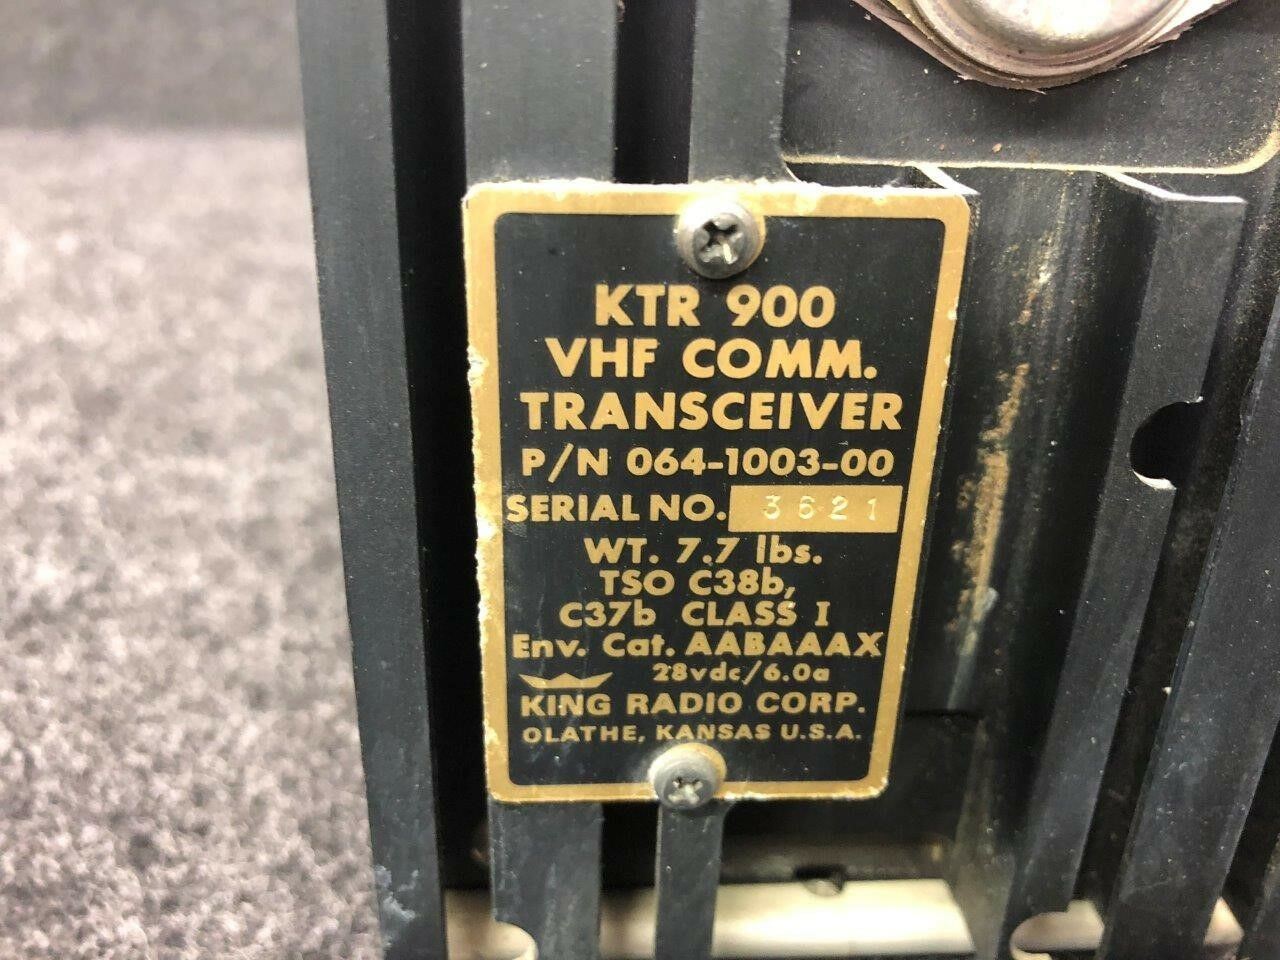 KTR 900
VHF COMM.
TRANSCEIVER
P/N 064-1003-00
SERIAL NO. 3621
WT. 7.7 lbs.
TSO C38b,
C37b CLASS I
Env. Cat. AABAAAX
28vdc/6.0a
KING RADIO CORP.
OLATHE, KANSAS U.S.A.